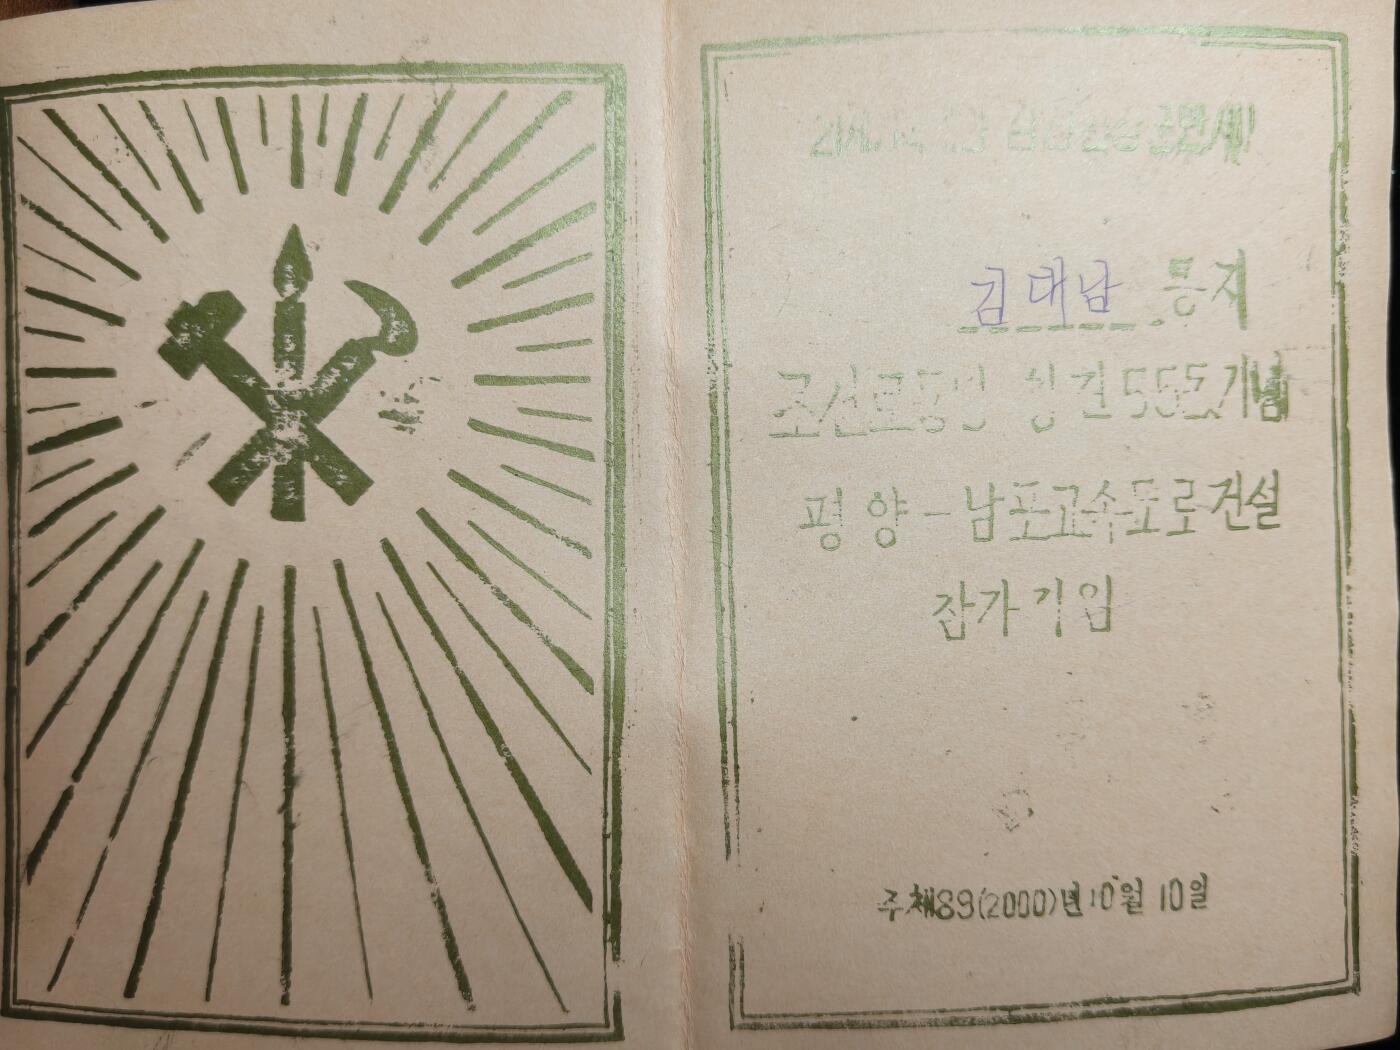 김대남 동지
조선로동당 창건 55돐기념
평양-남포고속도로건설
참가기념
주체89(2000)년 10월 10일